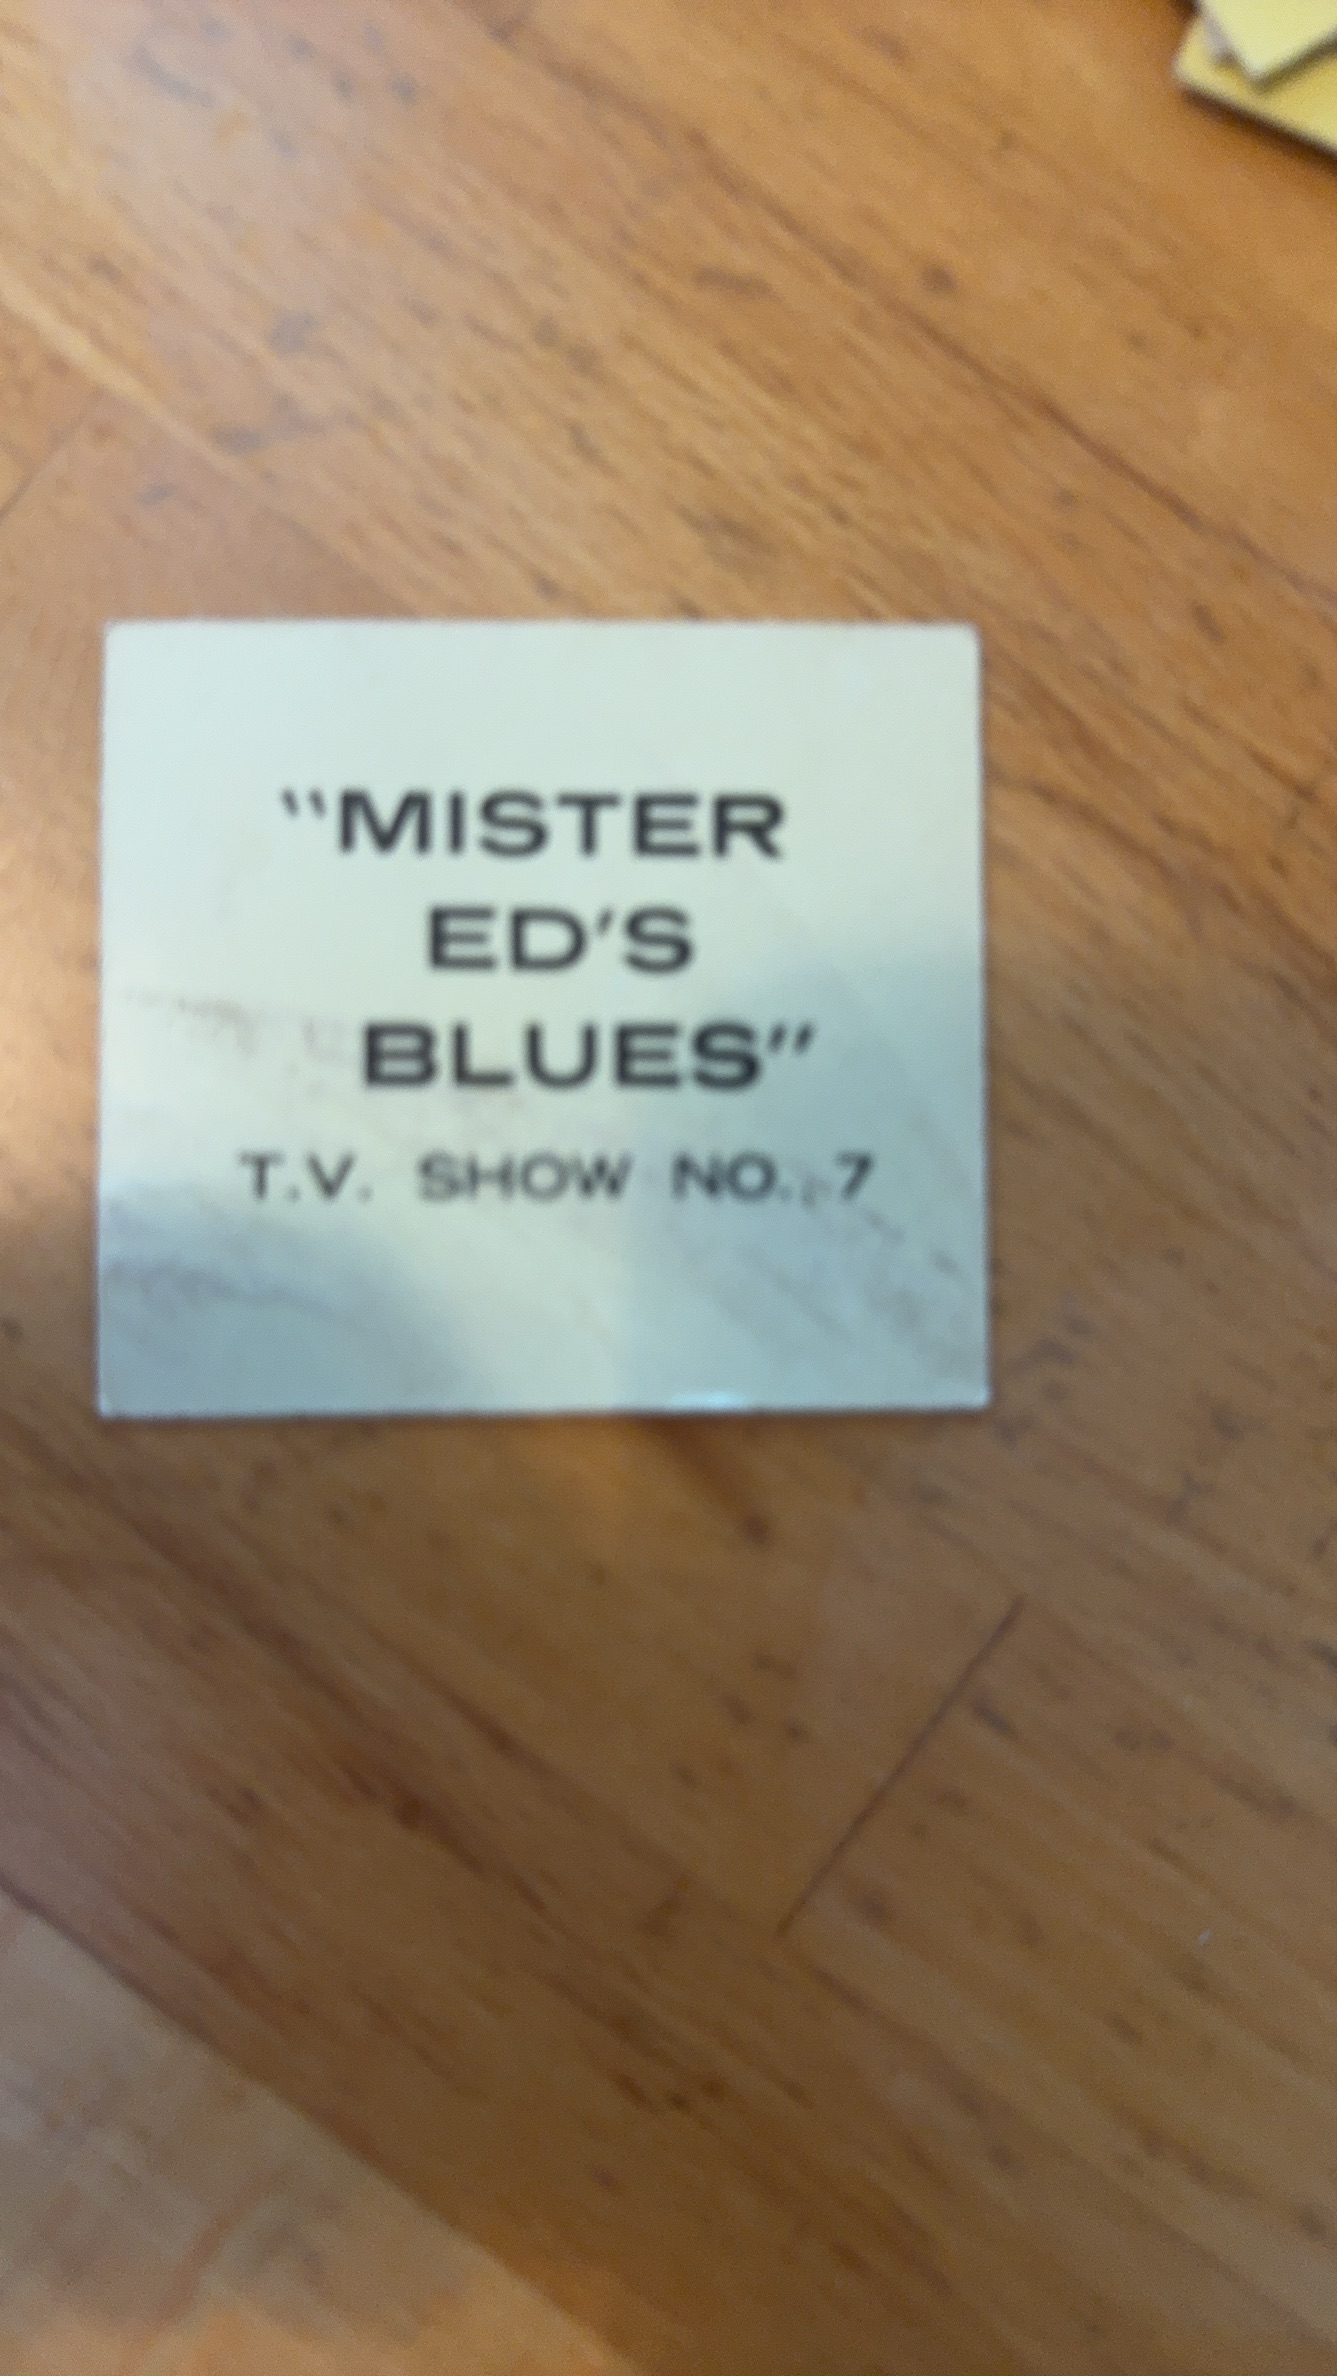 "MISTER
ED'S
BLUES"
T.V. SHOW NO. 7